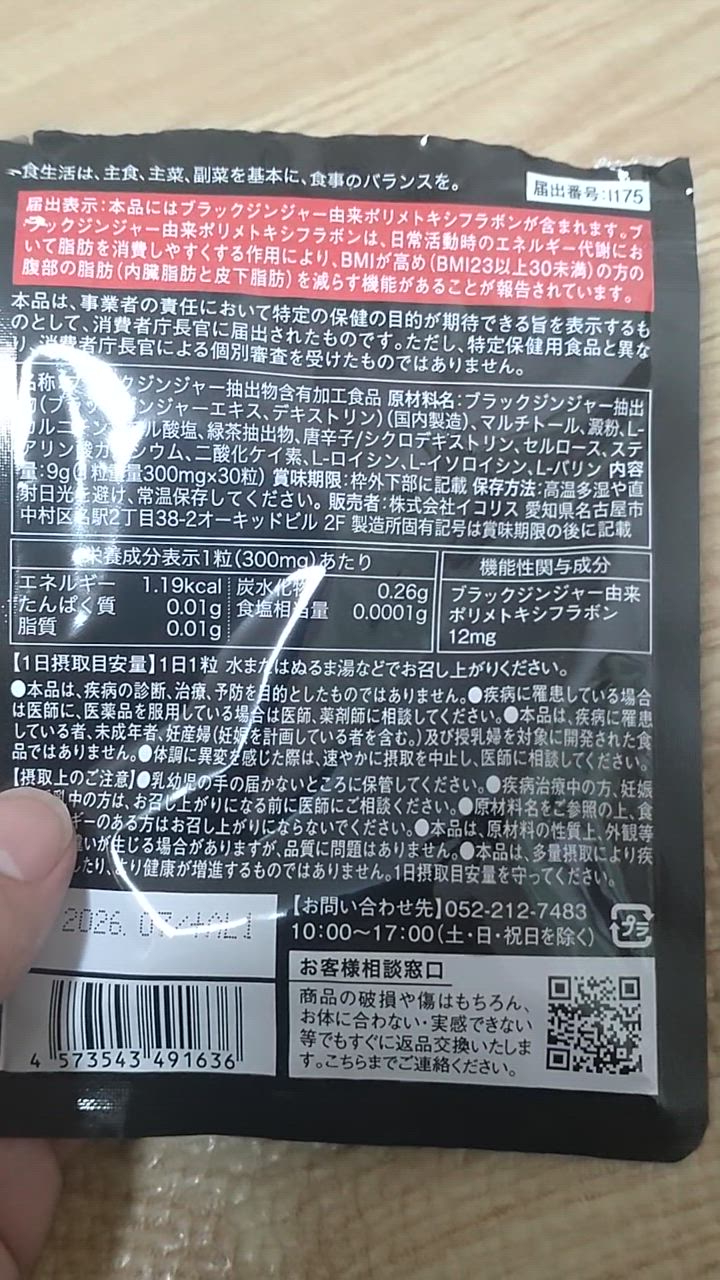 食生活は、主食、主菜、副菜を基本に、食事のバランスを。
届出番号:I175
届出表示:本品にはブラックジンジャー由来ポリメトキシフラボンが含まれます。ブ
ラックジンジャー由来ポリメトキシフラボンは、日常活動時のエネルギー代謝にお
いて脂肪を消費しやすくする作用により、BMIが高め(BMI23以上30未満)の方の
腹部の脂肪(内臓脂肪と皮下脂肪)を減らす機能があることが報告されています。
本品は、事業者の責任において特定の保健の目的が期待できる旨を表示するも
のとして、消費者庁長官に届出されたものです。ただし、特定保健用食品と異な
り、消費者庁長官による個別審査を受けたものではありません。
ックジンジャー抽出物含有加工食品 原材料名:ブラックジンジャー抽出
ンジャーエキス、デキストリン)(国内製造)、マルチトール、澱粉、L-
ル酸塩、緑茶抽出物、唐辛子/シクロデキストリン、セルロース、ステ
アリン酸カルシウム、二酸化ケイ素、L-ロイシン、L-イソロイシン、L-バリン 内容
量:9g(1粒重量300mg×30粒) 賞味期限:枠外下部に記載 保存方法:高温多湿や直
射日光を避け、常温保存してください。 販売者:株式会社イコリス 愛知県名古屋市
中村区名駅2丁目38-2オーキッドビル 2F 製造所固有記号は賞味期限の後に記載
栄養成分表示1粒(300mg)あたり
エネルギー 1.19kcal 炭水化物 0.26g
たんぱく質 0.01g 食塩相当量 0.0001g
脂質 0.01g
機能性関与成分
ブラックジンジャー由来
ポリメトキシフラボン
12mg
【1日摂取目安量】1日1粒 水またはぬるま湯などでお召し上がりください。
●本品は、疾病の診断、治療、予防を目的としたものではありません。●疾病に罹患している場合
は医師に、医薬品を服用している場合は医師、薬剤師に相談してください。●本品は、疾病に罹患
している者、未成年者、妊産婦(妊娠を計画している者を含む。)及び授乳婦を対象に開発された食
品ではありません。●体調に異変を感じた際は、速やかに摂取を中止し、医師に相談してください。
【摂取上のご注意】●乳幼児の手の届かないところに保管してください。●疾病治療中の方、妊娠
乳中の方は、お召し上がりになる前に医師にご相談ください。●原材料名をご参照の上、食
ギーのある方はお召し上がりにならないでください。●本品は、原材料の性質上、外観等
違いが生じる場合がありますが、品質に問題はありません。●本品は、多量摂取により疾
したり、より健康が増進するものではありません。1日摂取目安量を守ってください。
2026. 07/+AL1
【お問い合わせ先】052-212-7483
10:00〜17:00(土・日・祝日を除く)
プラ
お客様相談窓口
商品の破損や傷はもちろん、
お体に合わない・実感できない
等でもすぐに返品交換いたしま
す。こちらまでご連絡ください。
4 573543 491636